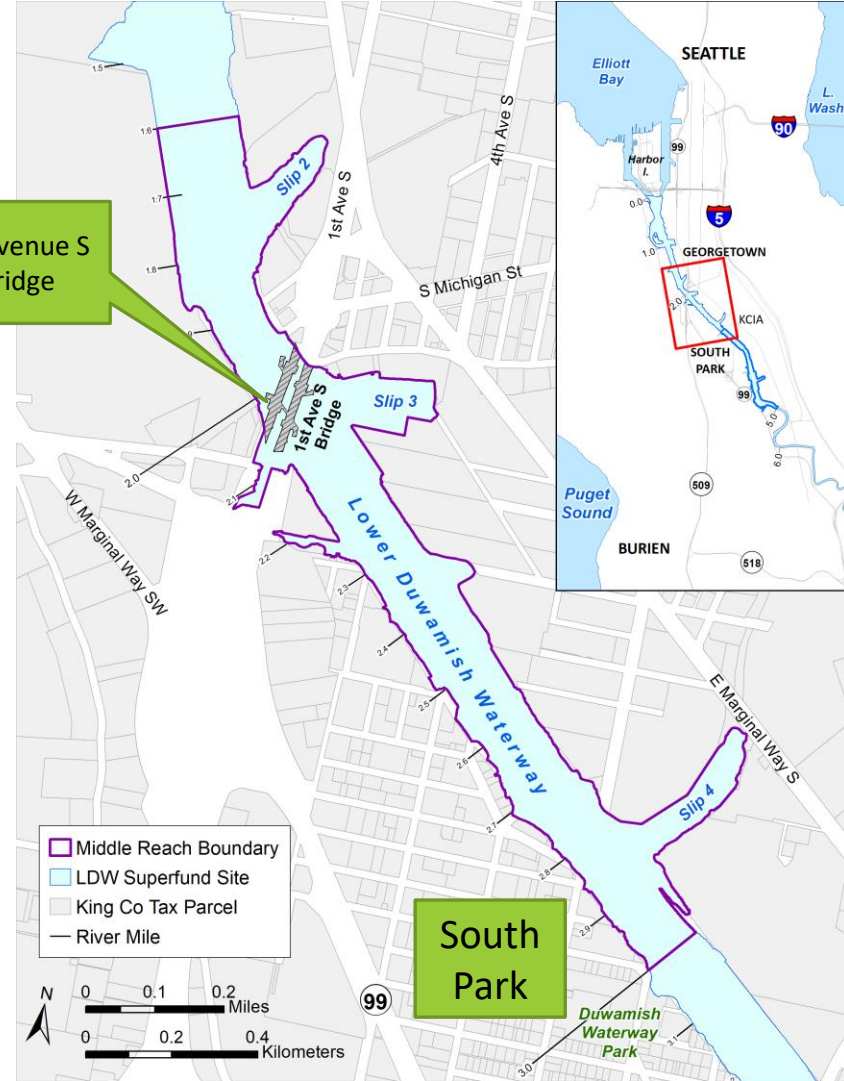 1.5
1.6
Slip 2
1.7
1st Ave S
4th Ave S
1.8
S Michigan St
venue S
ridge
.9
1st Ave S
Bridge
Slip 3
2.0
2.1
W Marginal Way SW
2.2
2.3
2.4
2.5
2.6
2.7
2.8
2.9
Lower Duwamish Waterway
E Marginal Way S
Slip 4
South
Park
Duwamish
Waterway
Park
3.0
3.1
99
Middle Reach Boundary
LDW Superfund Site
King Co Tax Parcel
River Mile
N
0 0.1 0.2
Miles
0 0.2 0.4
Kilometers
SEATTLE
Elliott
Bay
L.
Wash
90
99
Harbor
I.
0.0
5
1.0
GEORGETOWN
2.0
KCIA
SOUTH
PARK
99
5.0
6.0
509
Puget
Sound
BURIEN
518